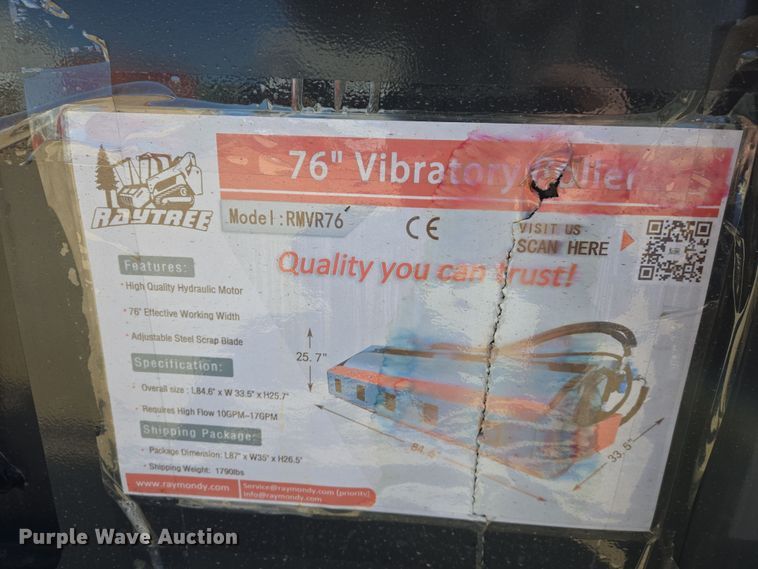 RAYTREE
76" Vibratory Roller
Model:RMVR76
CE
VISIT US
SCAN HERE
Quality you can trust!
Features:
· High Quality Hydraulic Motor
· 76" Effective Working Width
· Adjustable Steel Scrap Blade
Specification:
· Overall size : L84.6" x W 33.5" x H25.7"
· Requires High Flow 10GPM-17GPM
Shipping Package:
· Package Dimension: L87" x W35" x H26.5"
· Shipping Weight: 1790lbs
25.7"
84.6"
33.5"
www.raymondy.com
Service@raymondy.com (priority)
Info@raymondy.com
Purple Wave Auction